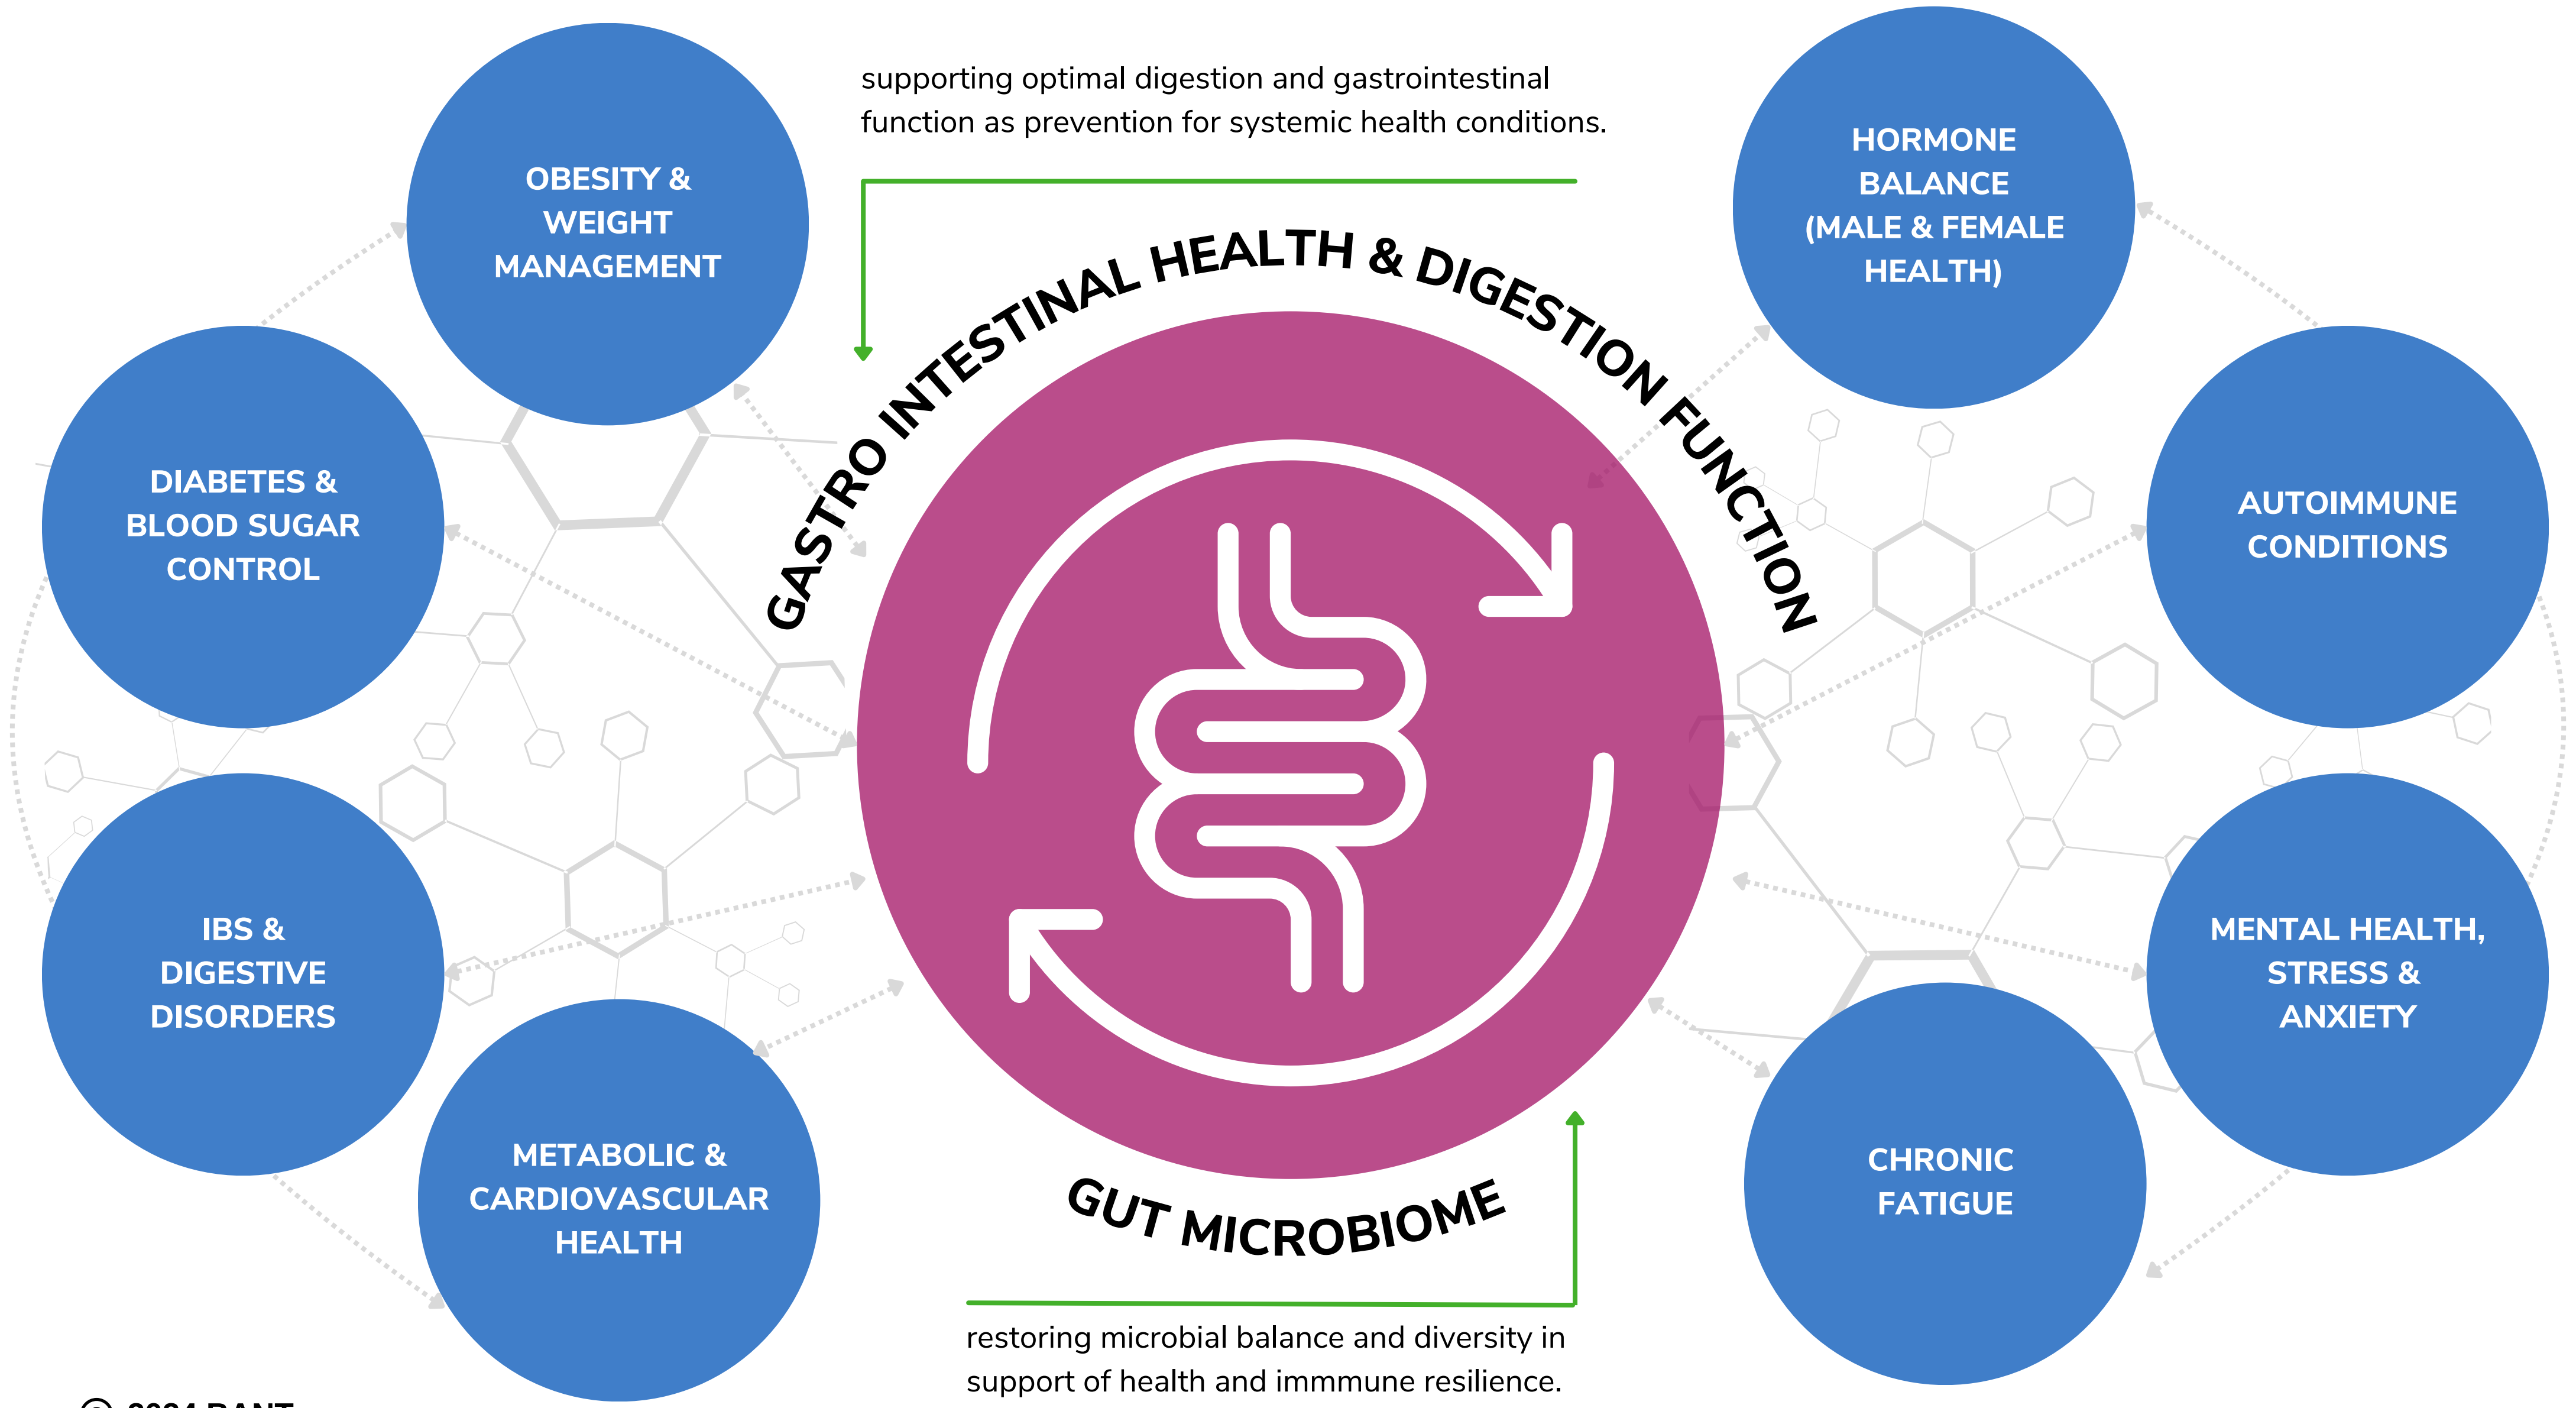 supporting optimal digestion and gastrointestinal
function as prevention for systemic health conditions.
OBESITY &
WEIGHT
MANAGEMENT
HORMONE
BALANCE
(MALE & FEMALE
HEALTH)
GASTRO INTESTINAL HEALTH & DIGESTION FUNCTION
DIABETES &
BLOOD SUGAR
CONTROL
AUTOIMMUNE
CONDITIONS
IBS &
DIGESTIVE
DISORDERS
MENTAL HEALTH,
STRESS &
ANXIETY
METABOLIC &
CARDIOVASCULAR
HEALTH
CHRONIC
FATIGUE
GUT MICROBIOME
restoring microbial balance and diversity in
support of health and immmune resilience.